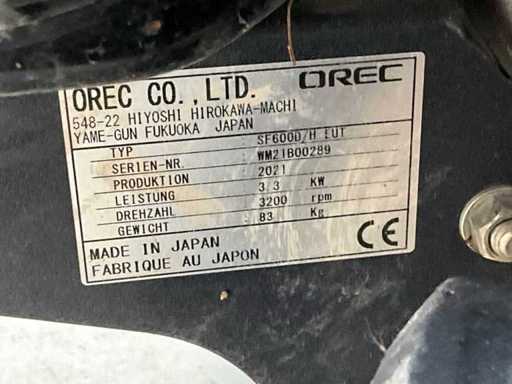 OREC CO., LTD. OREC
548-22 HIYOSHI HIROKAWA-MACHI
YAME-GUN FUKUOKA JAPAN
TYP : SF600D/H EUT
SERIEN-NR. : WM21B00289
PRODUKTION : 2021
LEISTUNG : 3.3 KW
DREHZAHL : 3200 rpm
GEWICHT : 83 Kg
MADE IN JAPAN
FABRIQUE AU JAPON
CE